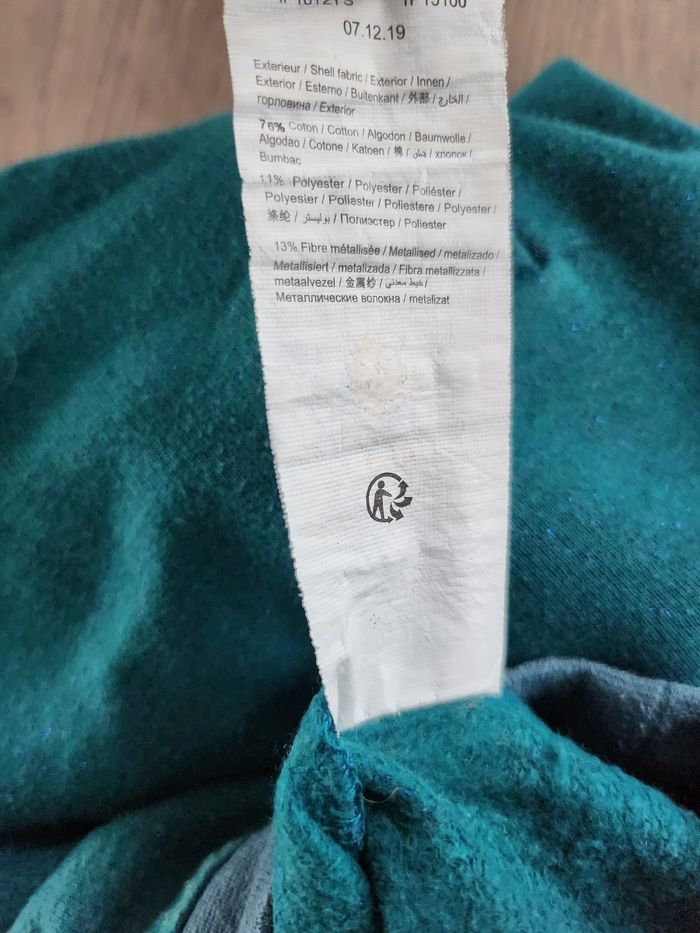 07.12.19
Exterieur / Shell fabric / Exterior / Innen /
Exterior / Esterno / Buitenkant / 外部 / الخارج /
горловина / Exterior
76% Coton / Cotton / Algodon / Baumwolle /
Algodao / Cotone / Katoen / 棉 / قطن / хлопок /
Bumbac
11% Polyester / Polyester / Poliéster /
Polyesier / Poliester / Poliestere / Polyester /
涤纶 / بوليستر / Полиэстер / Poliester
13% Fibre métallisée / Metallised / metalizado /
Metallisiert / metalizada / Fibra metallizzata /
metaalvezel / 金属纱 / خيط معدني /
Металлические волокна / metalizat